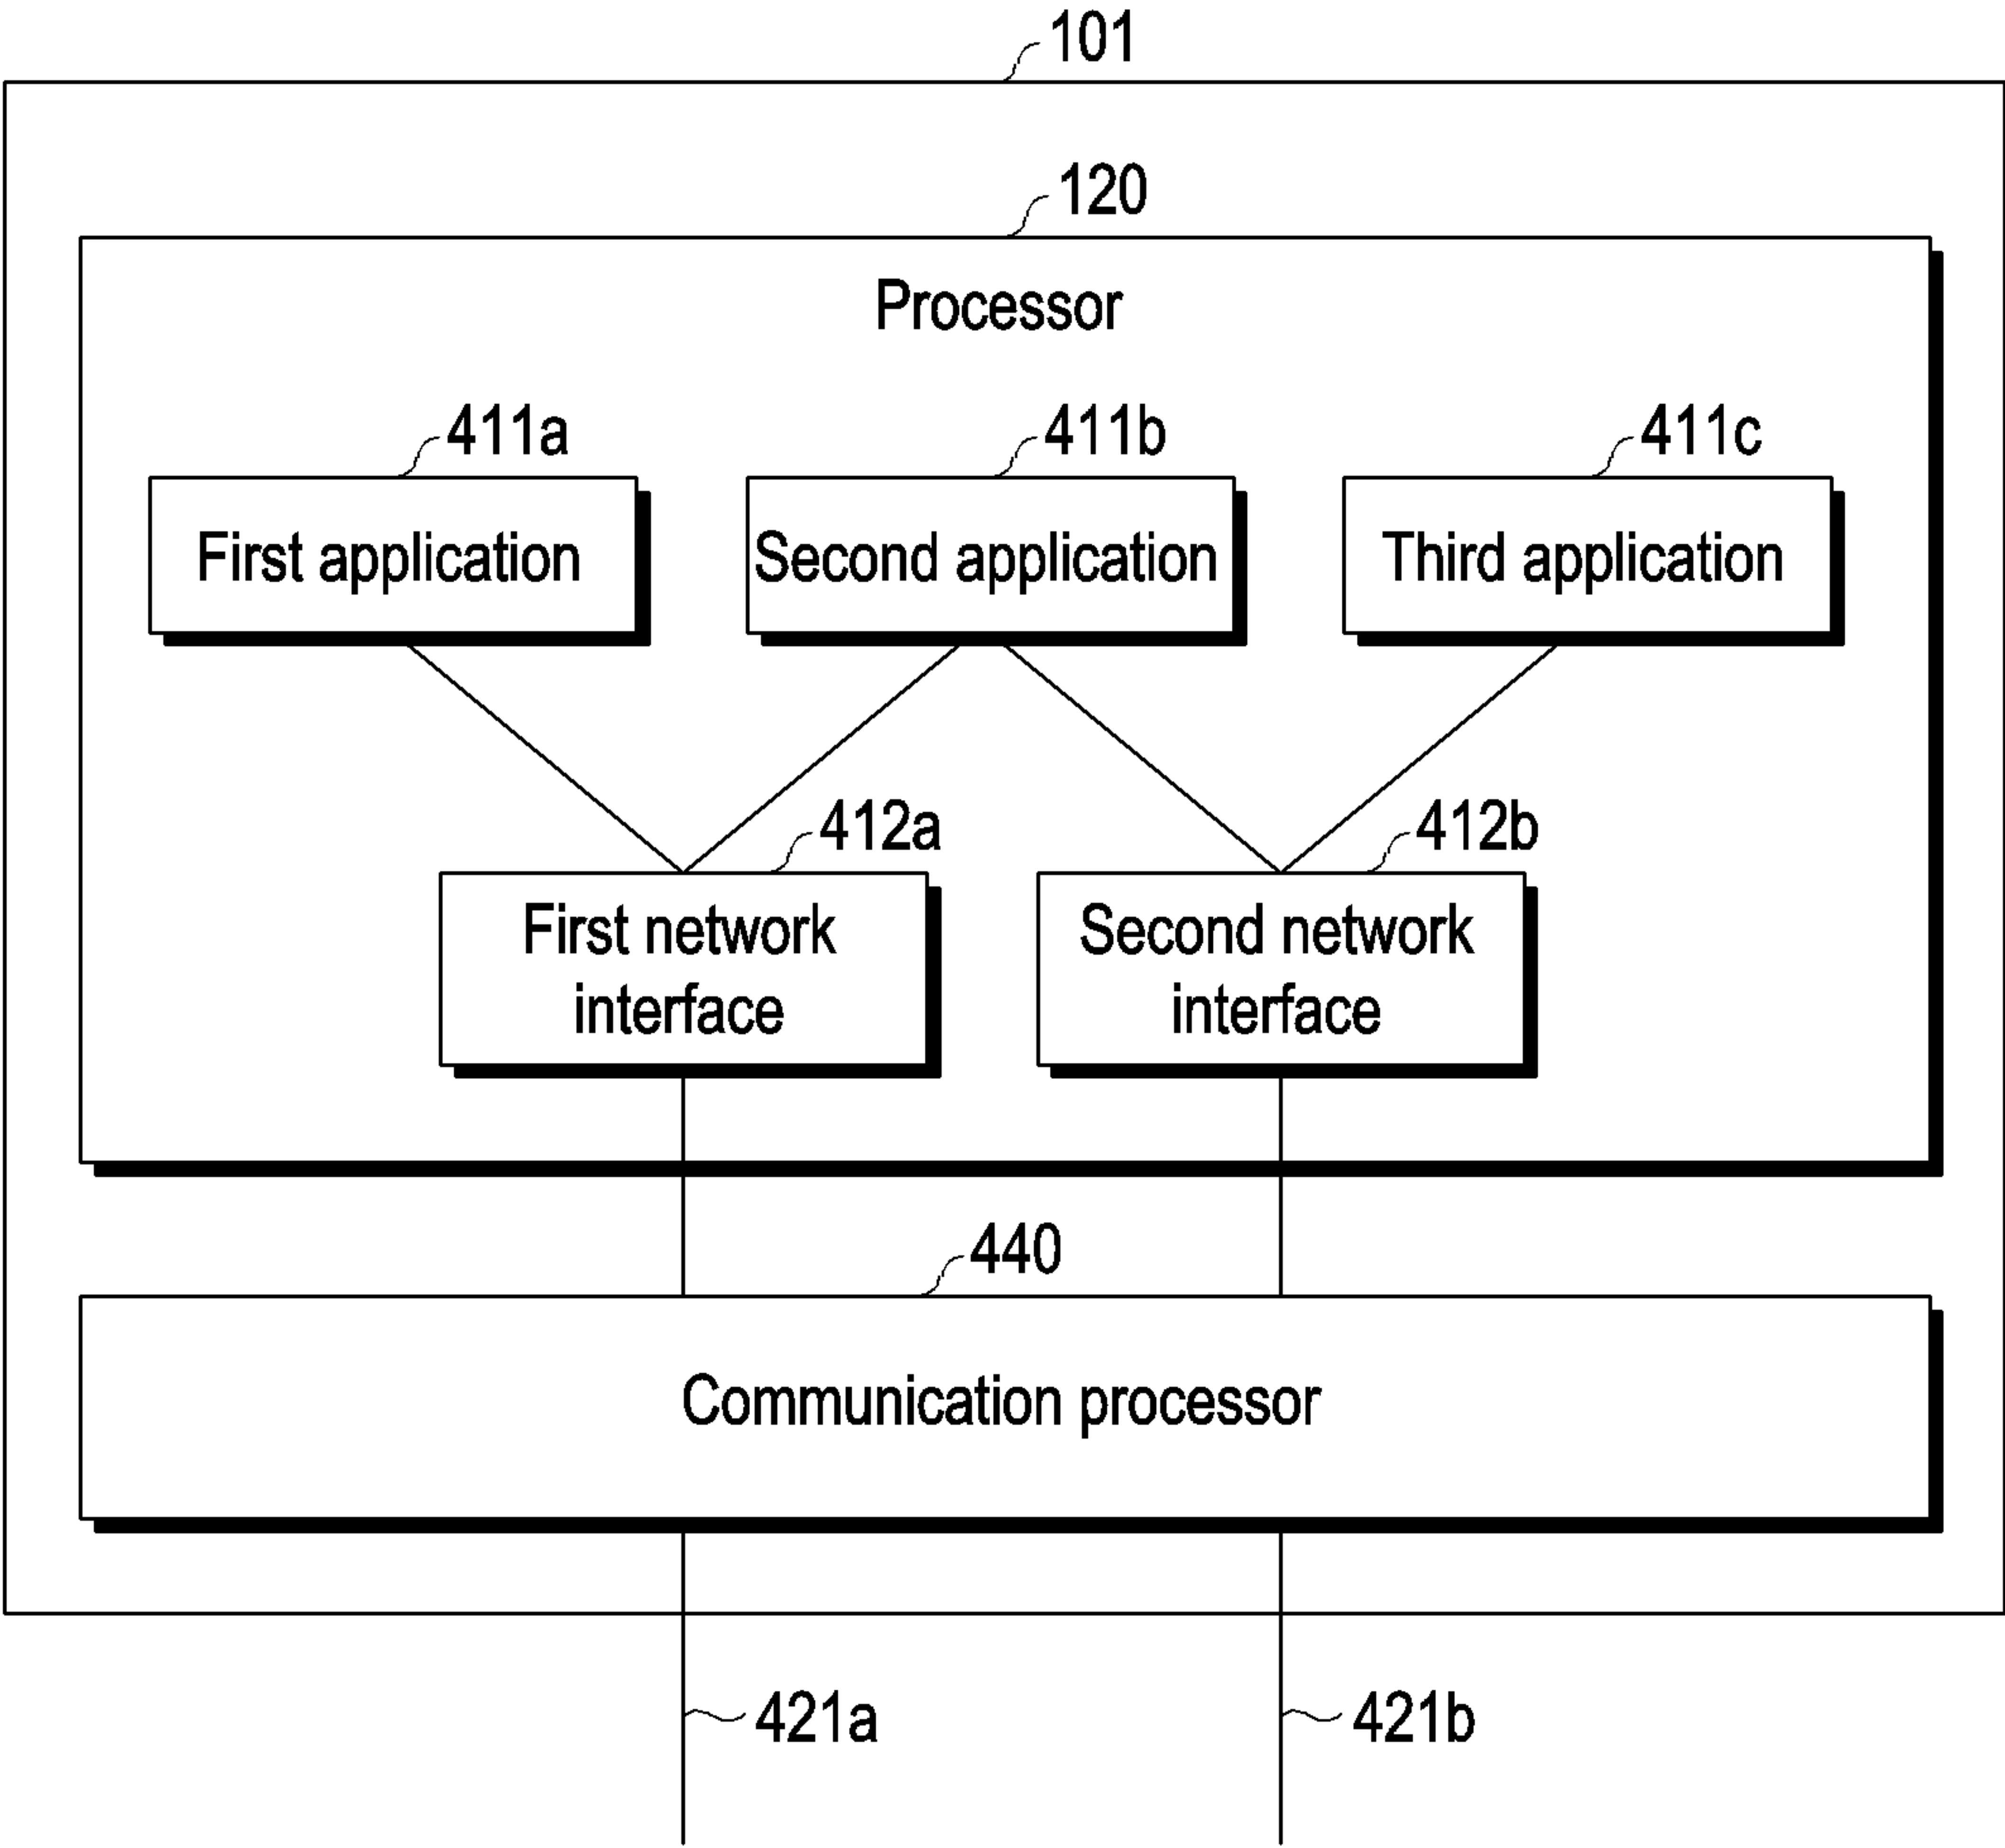 101
120
Processor
411a
411b
411c
First application
Second application
Third application
412a
412b
First network
interface
Second network
interface
440
Communication processor
421a
421b